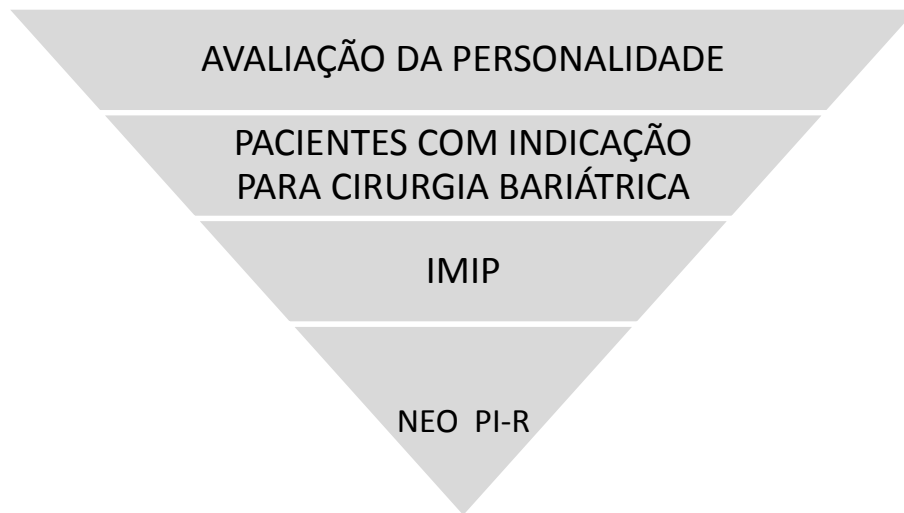 AVALIAÇÃO DA PERSONALIDADE
PACIENTES COM INDICAÇÃO
PARA CIRURGIA BARIÁTRICA
IMIP
NEO PI-R